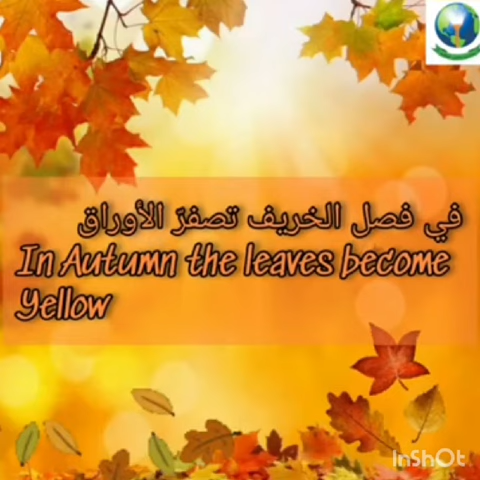 في فصل الخريف تصفرّ الأوراق
In Autumn the leaves become
Yellow
InShOt